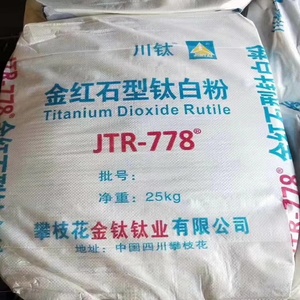 川钛
金红石型钛白粉
Titanium Dioxide Rutile
JTR-778®
批号：
净重：25kg
攀枝花金钛钛业有限公司
地址：中国四川攀枝花